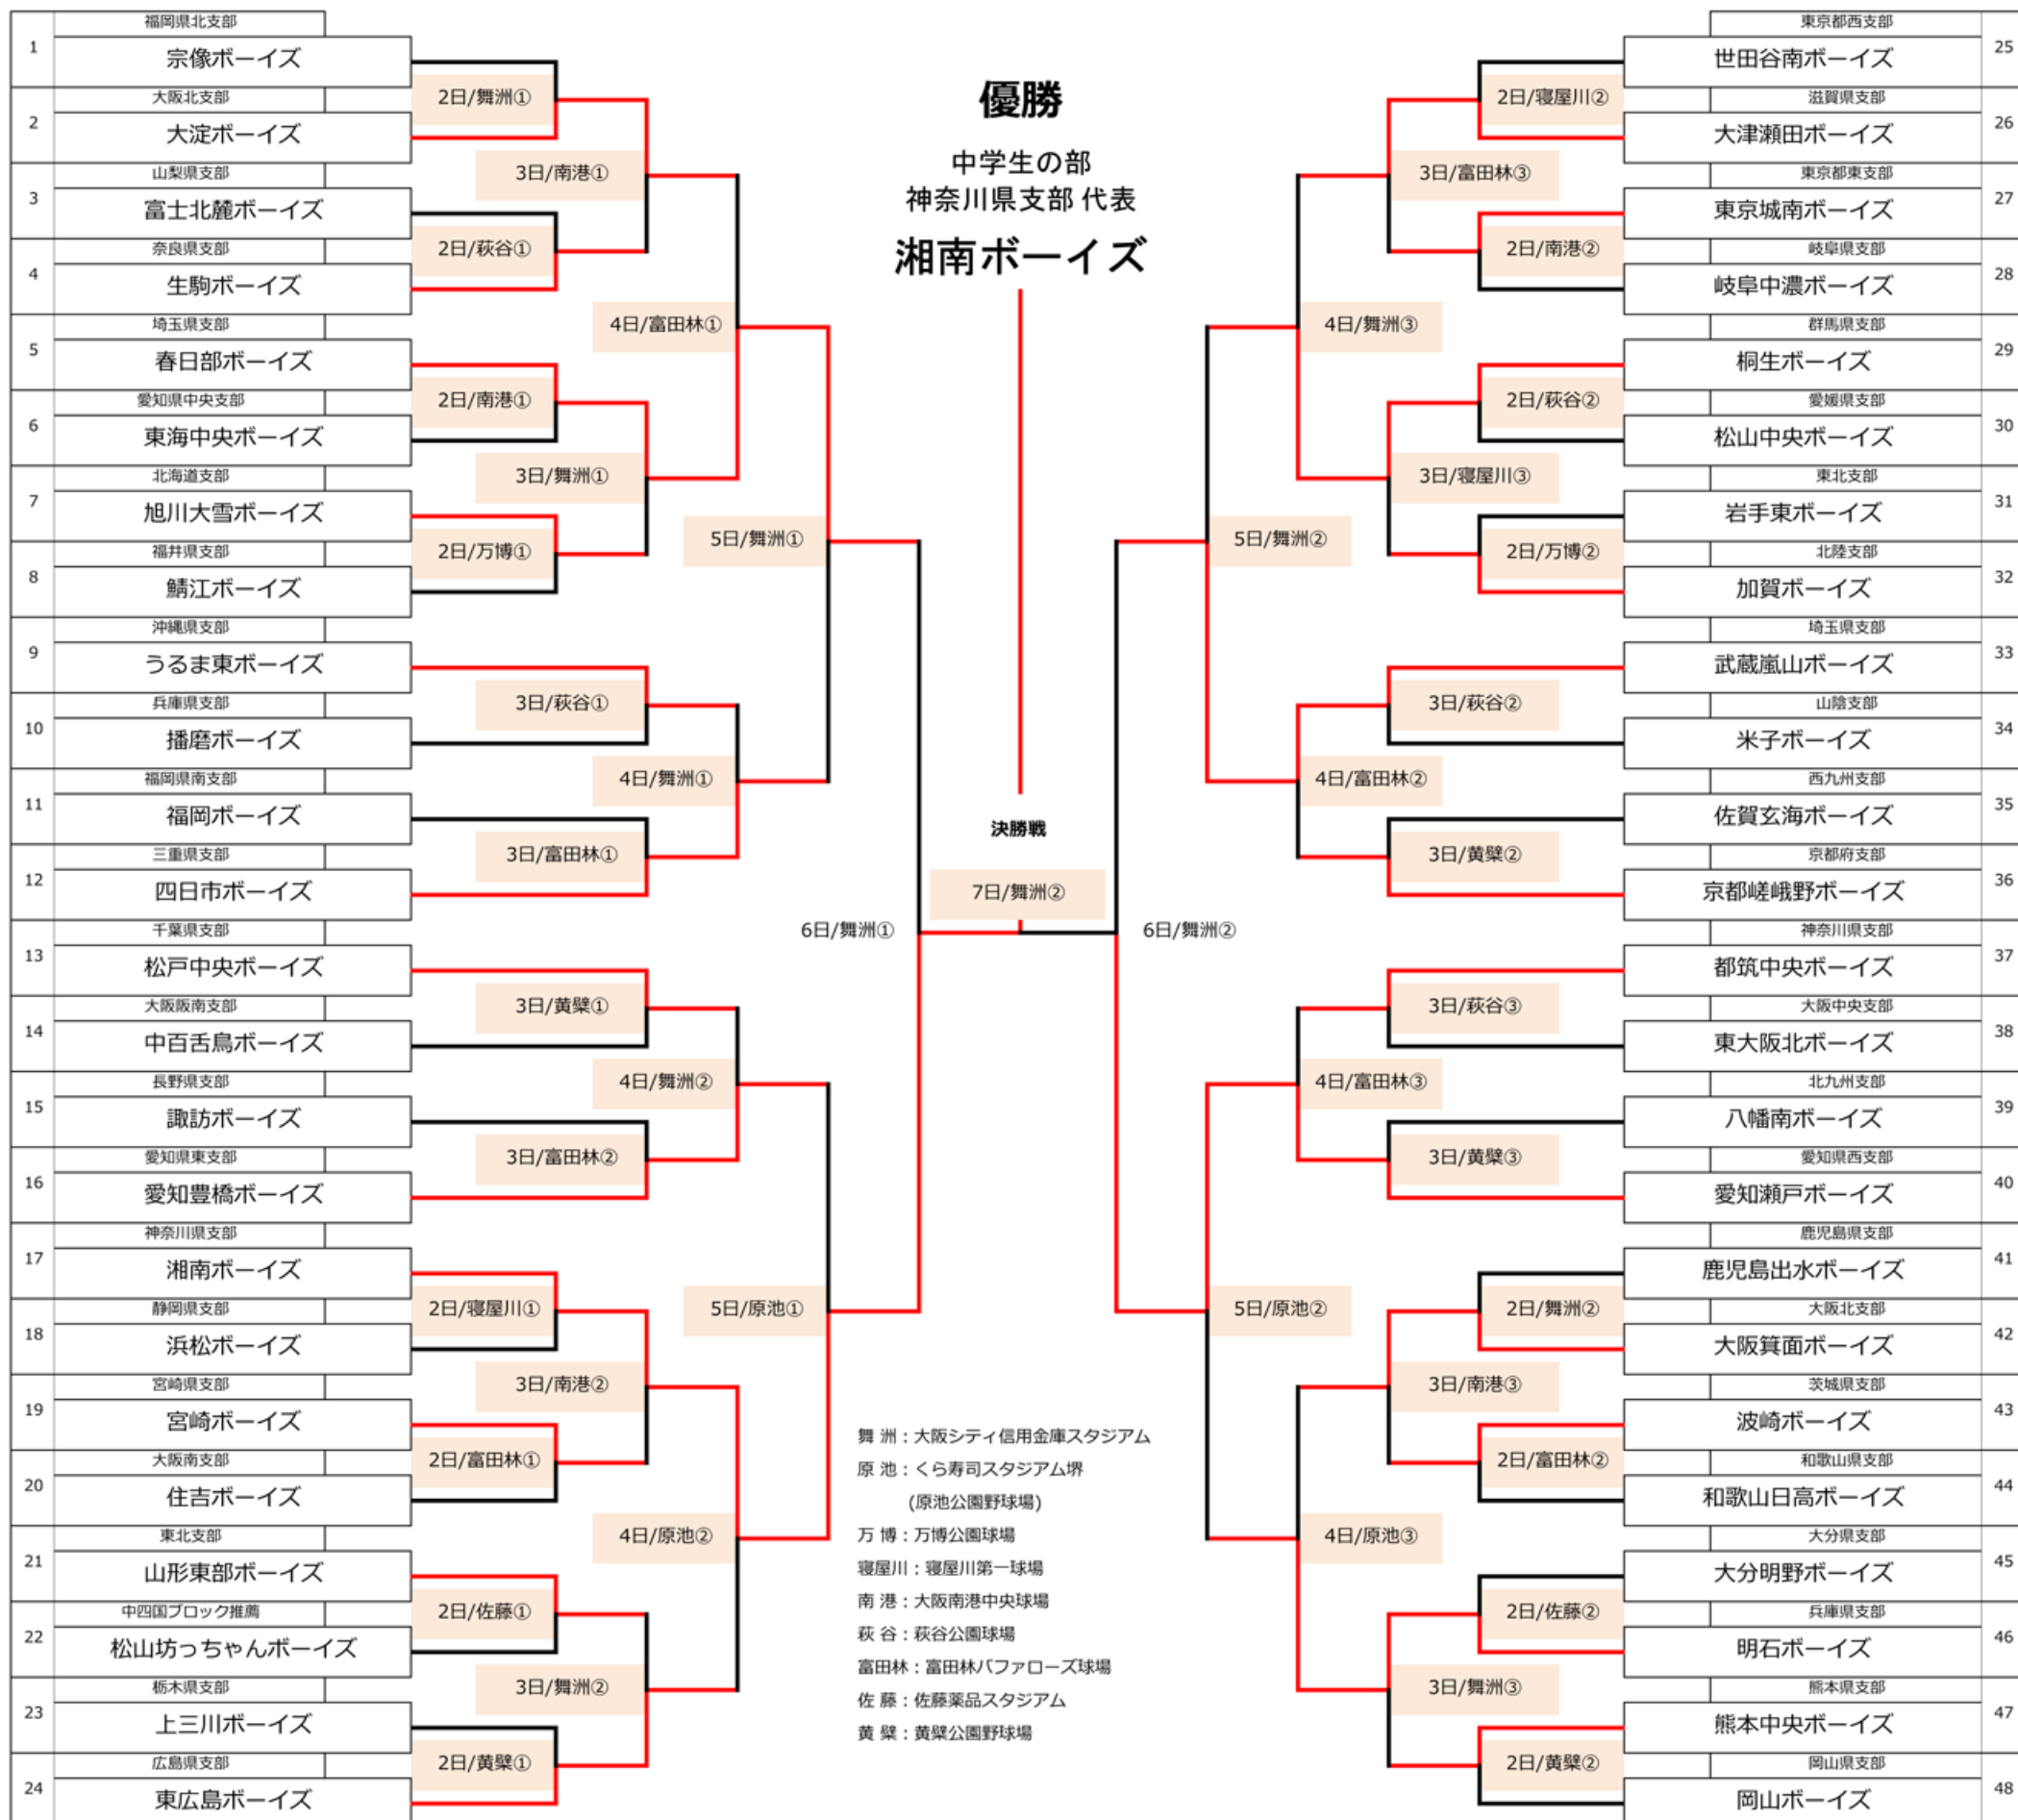 福岡県北支部
1
宗像ボーイズ
大阪北支部
2
大淀ボーイズ
2日/舞洲①
山梨県支部
3
富士北麓ボーイズ
3日/南港①
奈良県支部
4
生駒ボーイズ
2日/萩谷①
埼玉県支部
5
春日部ボーイズ
4日/富田林①
愛知県中央支部
6
東海中央ボーイズ
2日/南港①
北海道支部
7
旭川大雪ボーイズ
3日/舞洲①
福井県支部
8
鯖江ボーイズ
2日/万博①
5日/舞洲①
沖縄県支部
9
うるま東ボーイズ
兵庫県支部
10
播磨ボーイズ
3日/萩谷①
福岡県南支部
11
福岡ボーイズ
4日/舞洲①
三重県支部
12
四日市ボーイズ
3日/富田林①
千葉県支部
13
松戸中央ボーイズ
6日/舞洲①
大阪阪南支部
14
中百舌鳥ボーイズ
3日/黄檗①
長野県支部
15
諏訪ボーイズ
4日/舞洲②
愛知県東支部
16
愛知豊橋ボーイズ
3日/富田林②
神奈川県支部
17
湘南ボーイズ
静岡県支部
18
浜松ボーイズ
2日/寝屋川①
5日/原池①
宮崎県支部
19
宮崎ボーイズ
3日/南港②
大阪南支部
20
住吉ボーイズ
2日/富田林①
東北支部
21
山形東部ボーイズ
4日/原池②
中四国ブロック推薦
22
松山坊っちゃんボーイズ
2日/佐藤①
栃木県支部
23
上三川ボーイズ
3日/舞洲②
広島県支部
24
東広島ボーイズ
2日/黄檗①
優勝
中学生の部
神奈川県支部 代表
湘南ボーイズ
決勝戦
7日/舞洲②
舞 洲：大阪シティ信用金庫スタジアム
原 池：くら寿司スタジアム堺
(原池公園野球場)
万 博：万博公園球場
寝屋川：寝屋川第一球場
南 港：大阪南港中央球場
萩 谷：萩谷公園球場
富田林：富田林バファローズ球場
佐 藤：佐藤薬品スタジアム
黄 檗：黄檗公園野球場
東京都西支部
25
世田谷南ボーイズ
2日/寝屋川②
滋賀県支部
26
大津瀬田ボーイズ
3日/富田林③
東京都東支部
27
東京城南ボーイズ
2日/南港②
岐阜県支部
28
岐阜中濃ボーイズ
4日/舞洲③
群馬県支部
29
桐生ボーイズ
2日/萩谷②
愛媛県支部
30
松山中央ボーイズ
3日/寝屋川③
東北支部
31
岩手東ボーイズ
5日/舞洲②
2日/万博②
北陸支部
32
加賀ボーイズ
埼玉県支部
33
武蔵嵐山ボーイズ
3日/萩谷②
山陰支部
34
米子ボーイズ
4日/富田林②
西九州支部
35
佐賀玄海ボーイズ
3日/黄檗②
京都府支部
36
京都嵯峨野ボーイズ
6日/舞洲②
神奈川県支部
37
都筑中央ボーイズ
3日/萩谷③
大阪中央支部
38
東大阪北ボーイズ
4日/富田林③
北九州支部
39
八幡南ボーイズ
3日/黄檗③
愛知県西支部
40
愛知瀬戸ボーイズ
鹿児島県支部
41
鹿児島出水ボーイズ
5日/原池②
2日/舞洲②
大阪北支部
42
大阪箕面ボーイズ
3日/南港③
茨城県支部
43
波崎ボーイズ
2日/富田林②
和歌山県支部
44
和歌山日高ボーイズ
4日/原池③
大分県支部
45
大分明野ボーイズ
2日/佐藤②
兵庫県支部
46
明石ボーイズ
3日/舞洲③
熊本県支部
47
熊本中央ボーイズ
2日/黄檗②
岡山県支部
48
岡山ボーイズ